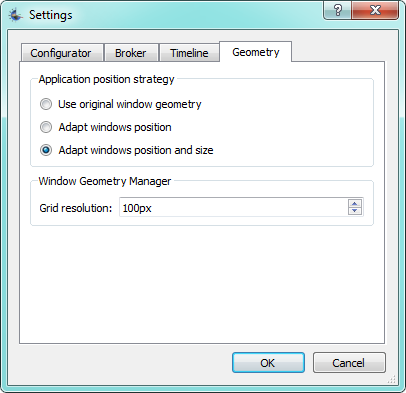 Settings
Configurator Broker Timeline Geometry
Application position strategy
Use original window geometry
Adapt windows position
Adapt windows position and size
Window Geometry Manager
Grid resolution: 100px
OK Cancel